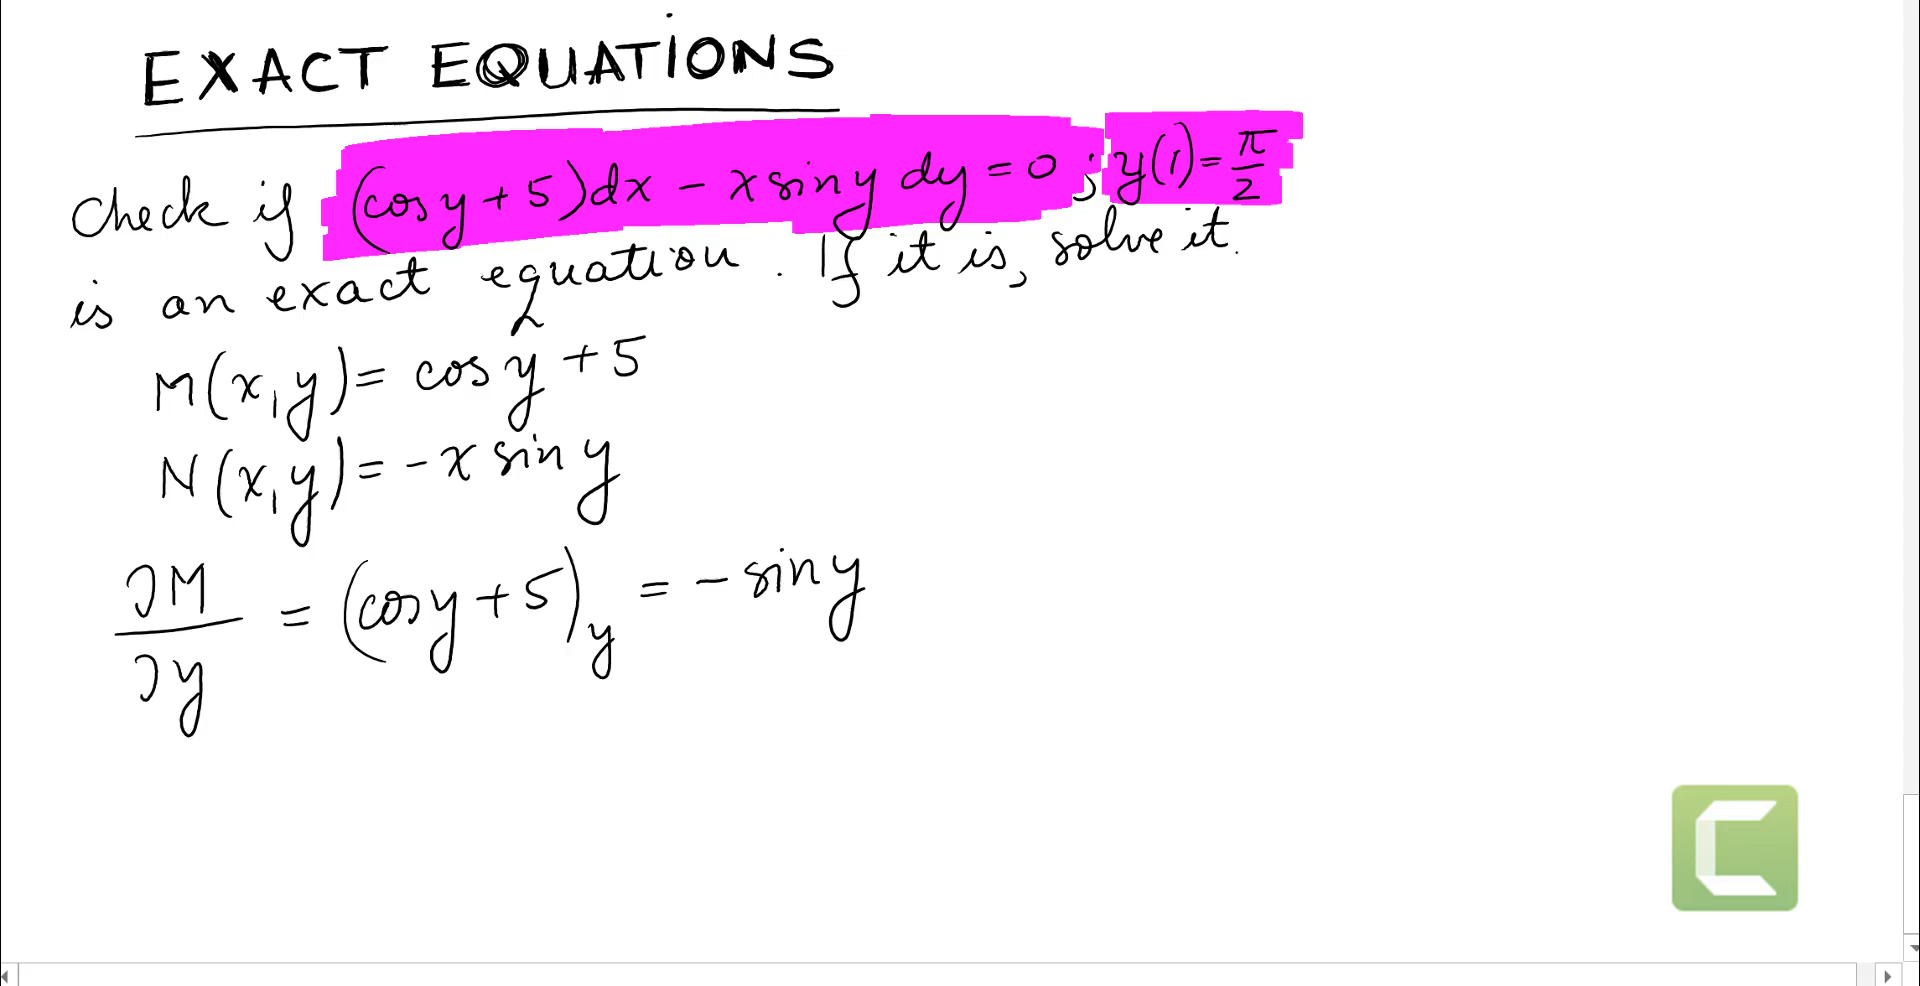 EXACT EQUATIONS
Check if (cos y + 5)dx - x sin y dy = 0 ; y(1) = π/2
is an exact equation. If it is, solve it.
M(x,y) = cos y + 5
N(x,y) = - x sin y
∂M/∂y = (cos y + 5)_y = - sin y